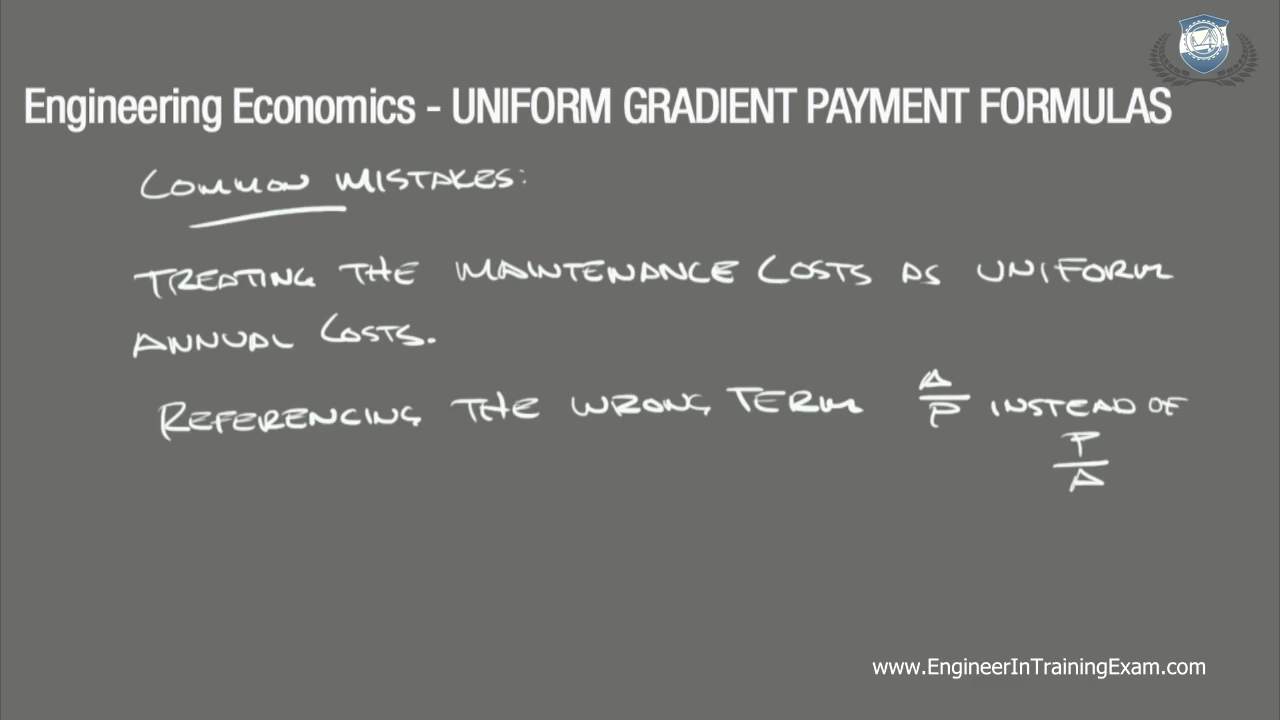 Engineering Economics - UNIFORM GRADIENT PAYMENT FORMULAS
COMMON MISTAKES:
TREATING THE MAINTENANCE COSTS AS UNIFORM
ANNUAL COSTS.
REFERENCING THE WRONG TERM A/P INSTEAD OF
P/A
www.EngineerInTrainingExam.com